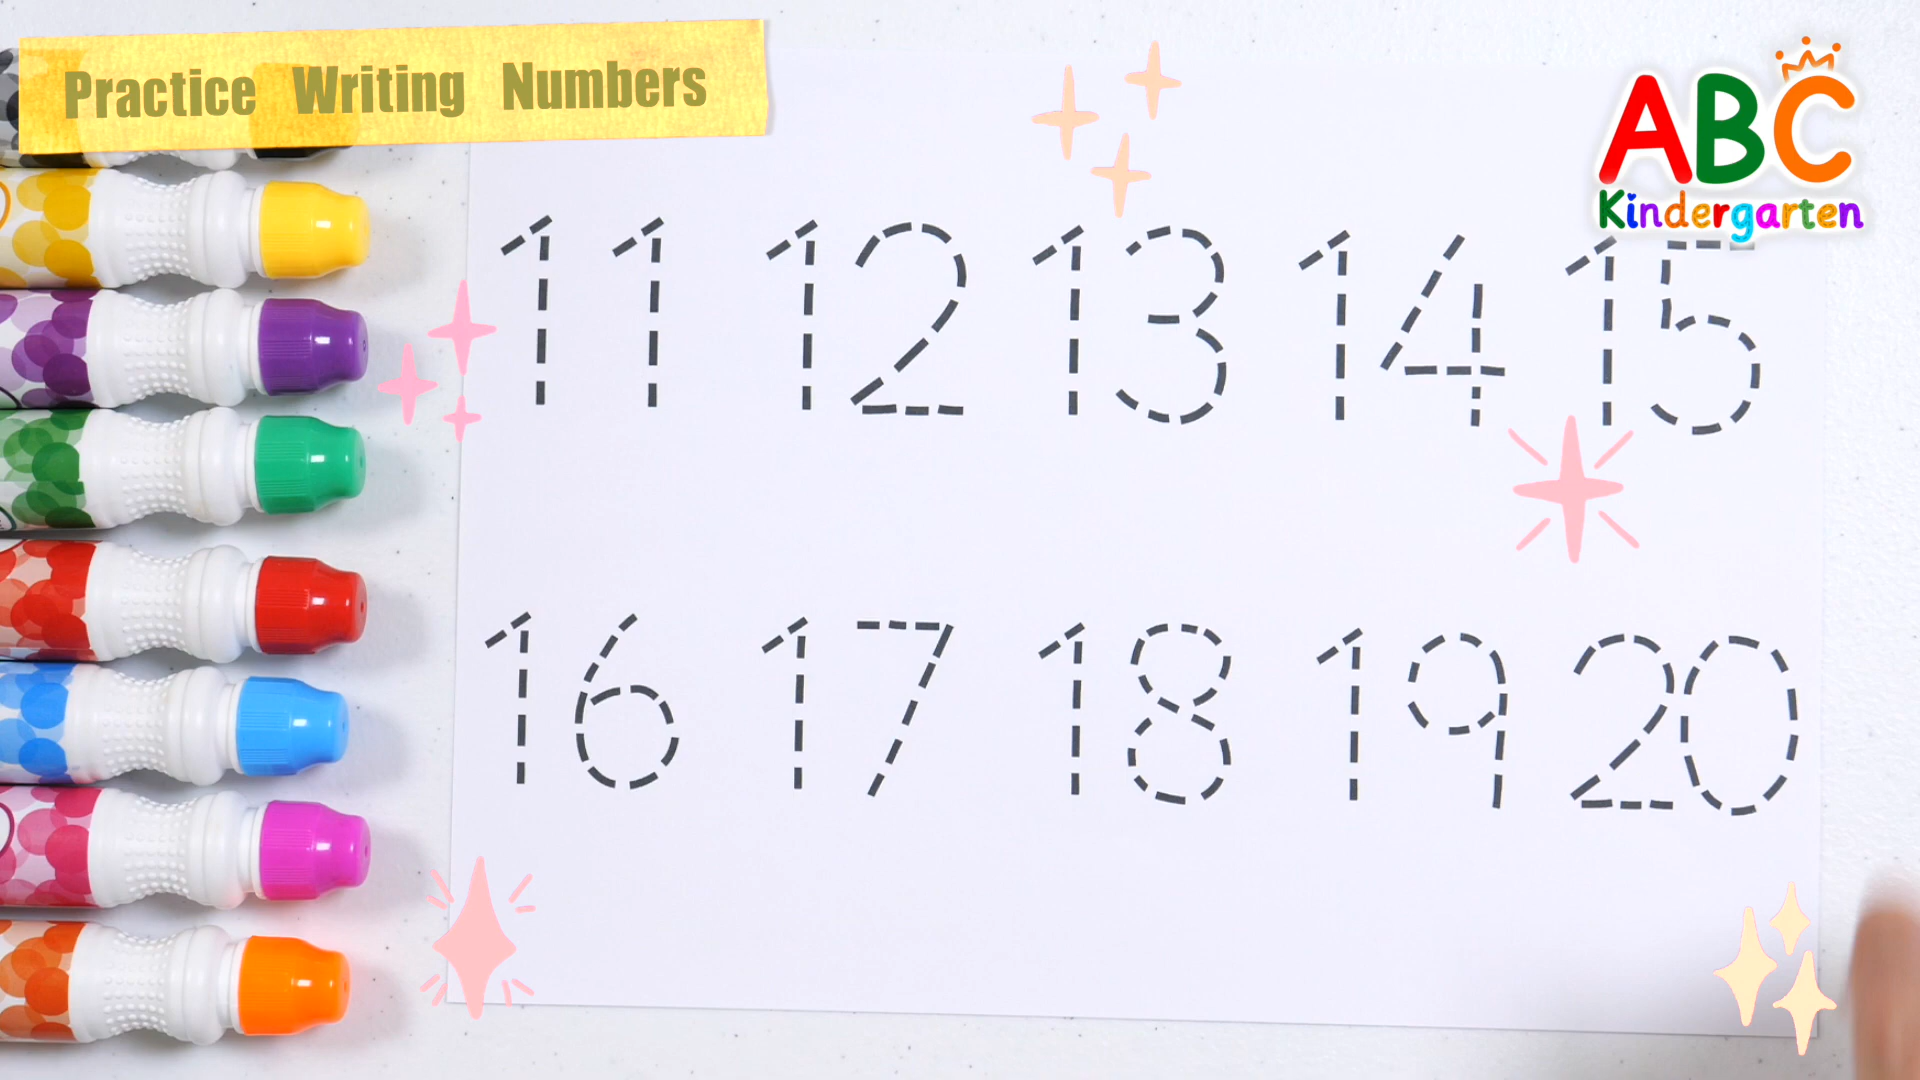 Practice Writing Numbers
ABC
Kindergarten
11 12 13 14 15
16 17 18 19 20